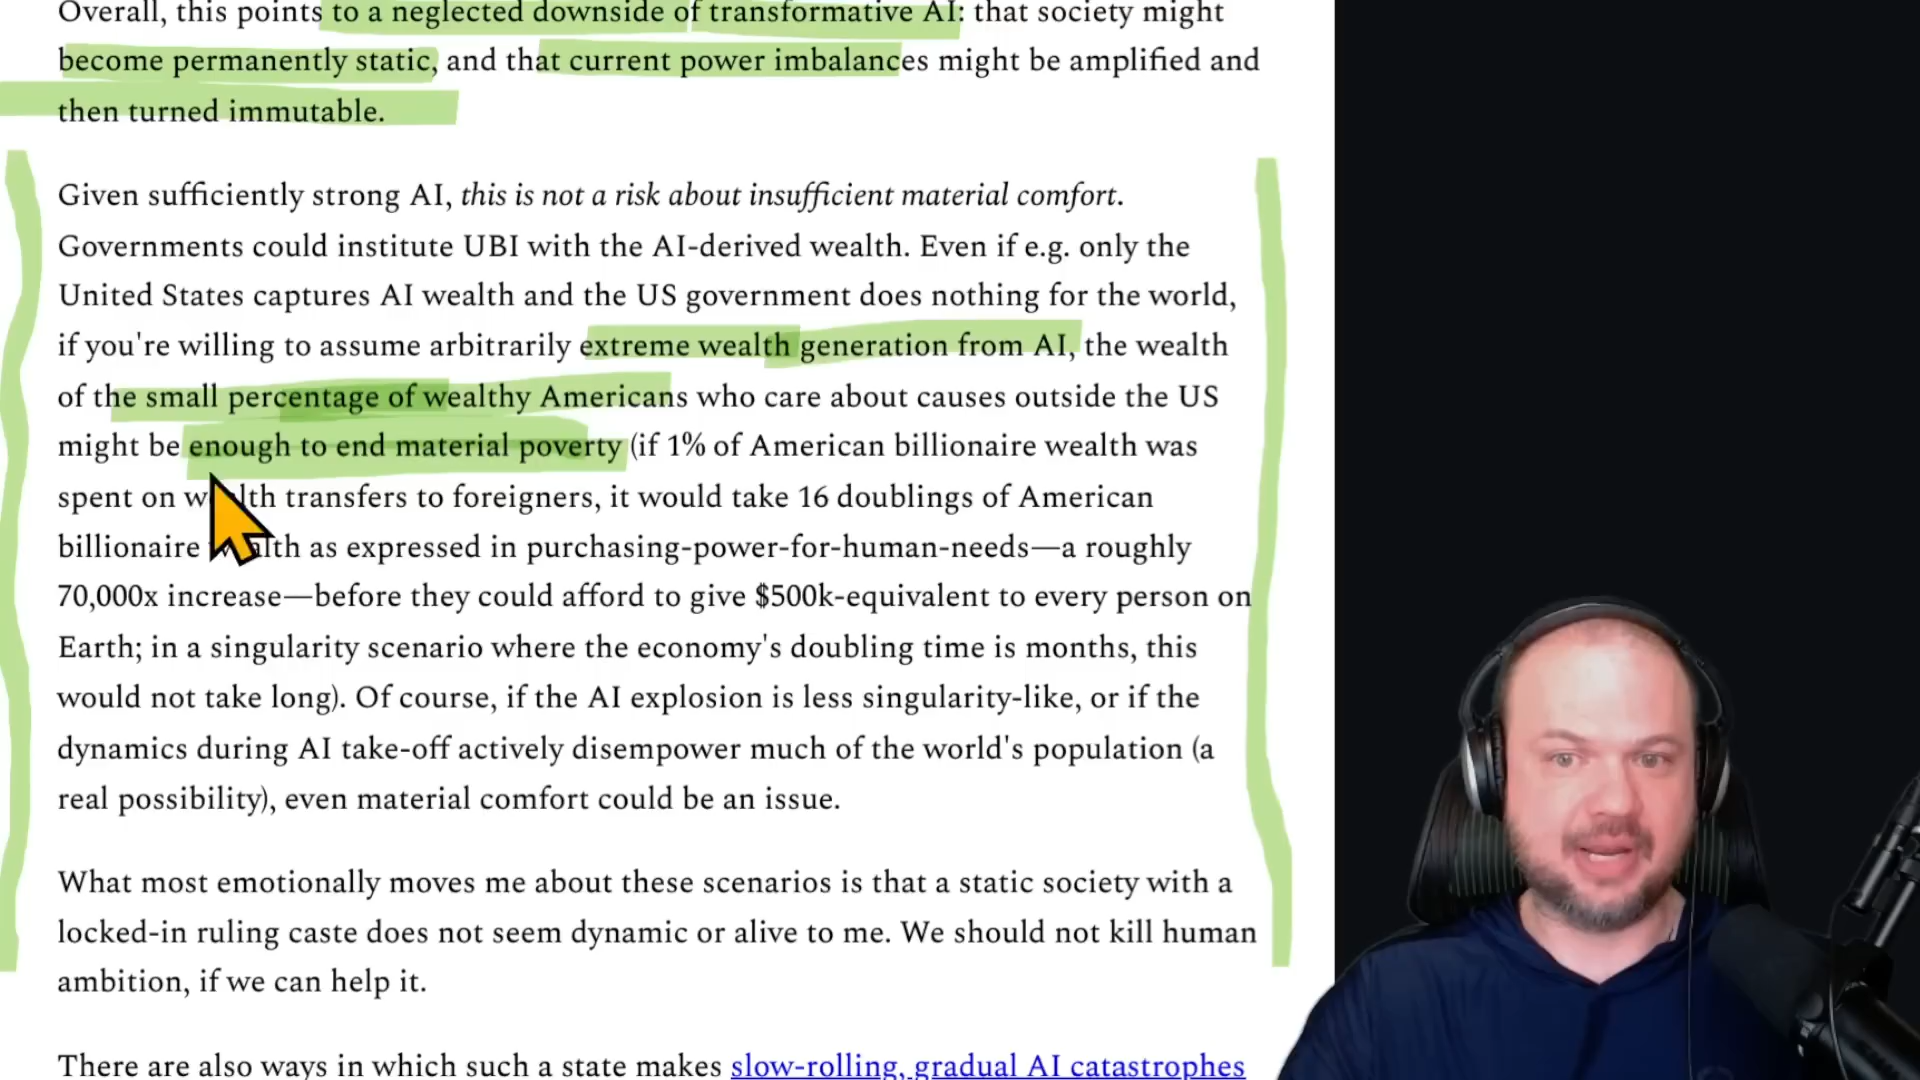 Overall, this points to a neglected downside of transformative AI: that society might
become permanently static, and that current power imbalances might be amplified and
then turned immutable.
Given sufficiently strong AI, this is not a risk about insufficient material comfort.
Governments could institute UBI with the AI-derived wealth. Even if e.g. only the
United States captures AI wealth and the US government does nothing for the world,
if you're willing to assume arbitrarily extreme wealth generation from AI, the wealth
of the small percentage of wealthy Americans who care about causes outside the US
might be enough to end material poverty (if 1% of American billionaire wealth was
spent on wealth transfers to foreigners, it would take 16 doublings of American
billionaire wealth as expressed in purchasing-power-for-human-needs—a roughly
70,000x increase—before they could afford to give $500k-equivalent to every person on
Earth; in a singularity scenario where the economy's doubling time is months, this
would not take long). Of course, if the AI explosion is less singularity-like, or if the
dynamics during AI take-off actively disempower much of the world's population (a
real possibility), even material comfort could be an issue.
What most emotionally moves me about these scenarios is that a static society with a
locked-in ruling caste does not seem dynamic or alive to me. We should not kill human
ambition, if we can help it.
There are also ways in which such a state makes slow-rolling, gradual AI catastrophes